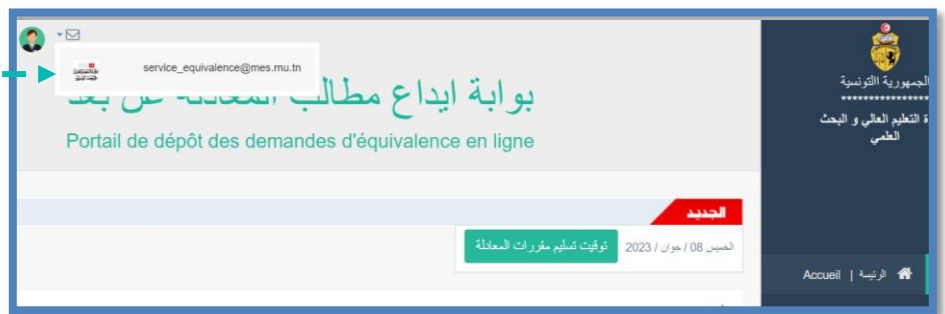 service_equivalence@mes.rnu.tn
بوابة ايداع مطالب المعادلة عن بعد
Portail de dépôt des demandes d'équivalence en ligne
الجمهورية االتونسية
****************
ة التعليم العالي و البحث
العلمي
الجديد
الخميس 08 / جوان / 2023
توقيت تسليم مقررات المعادلة
الرئيسة | Accueil